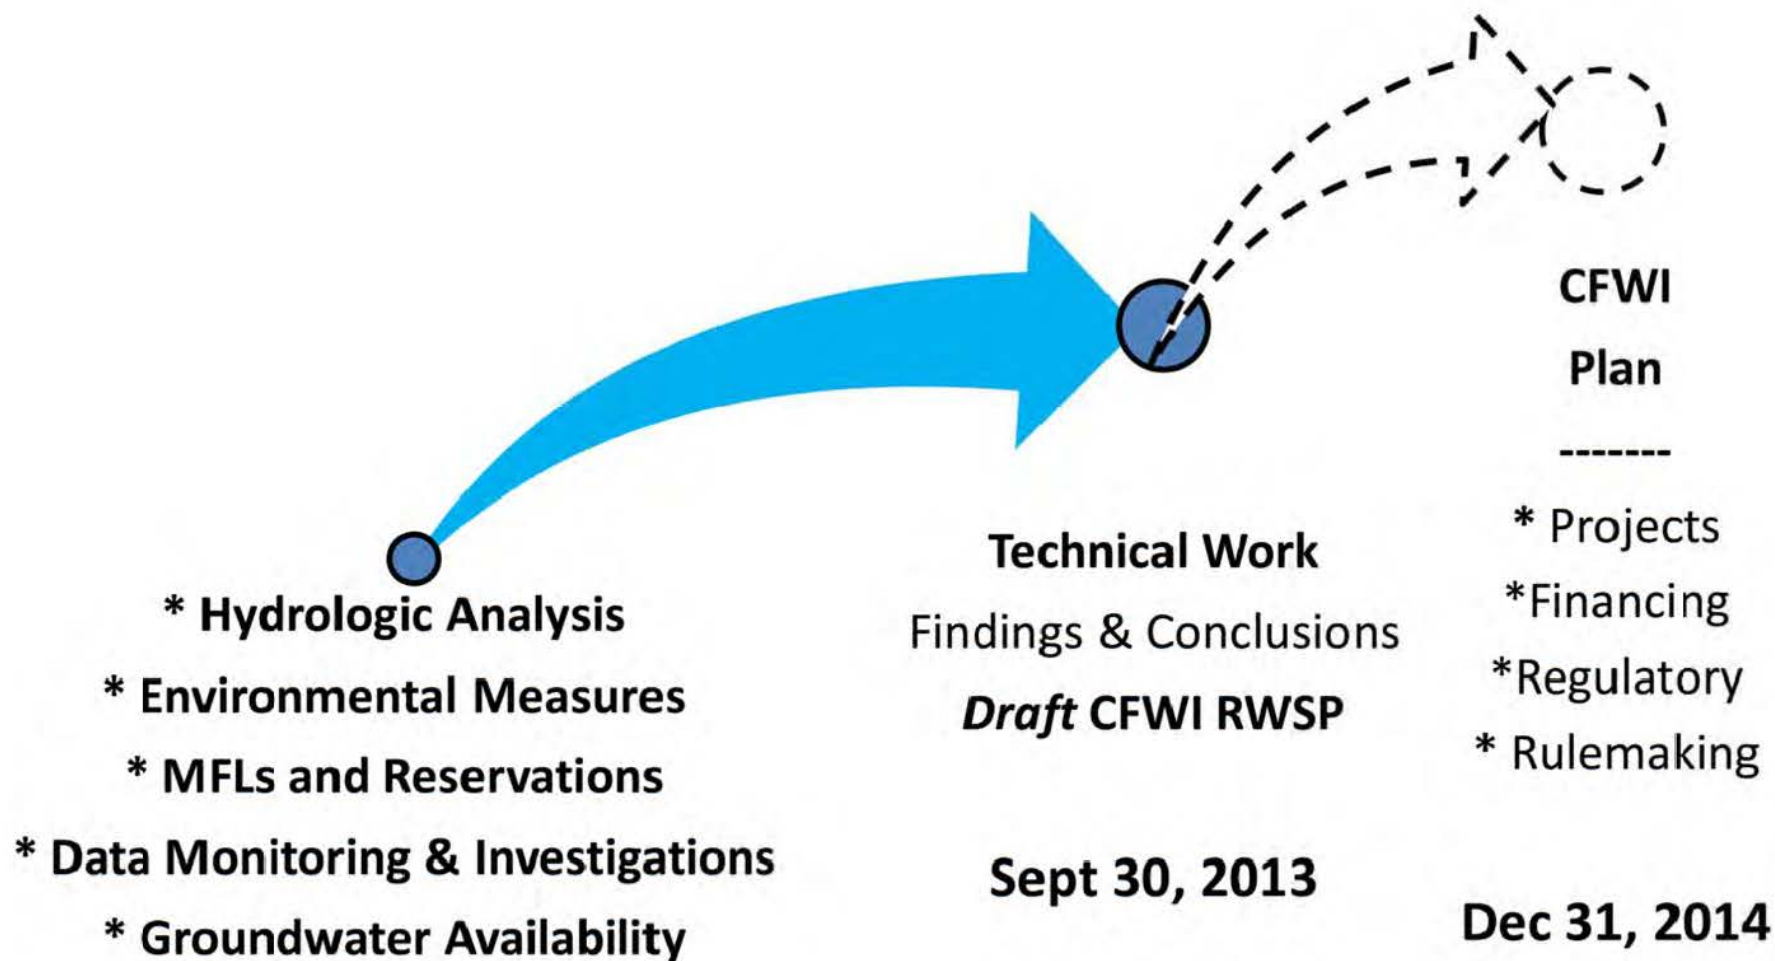 * Hydrologic Analysis
* Environmental Measures
* MFLs and Reservations
* Data Monitoring & Investigations
* Groundwater Availability
Technical Work
Findings & Conclusions
Draft CFWI RWSP
Sept 30, 2013
CFWI
Plan
-------
* Projects
*Financing
*Regulatory
* Rulemaking
Dec 31, 2014